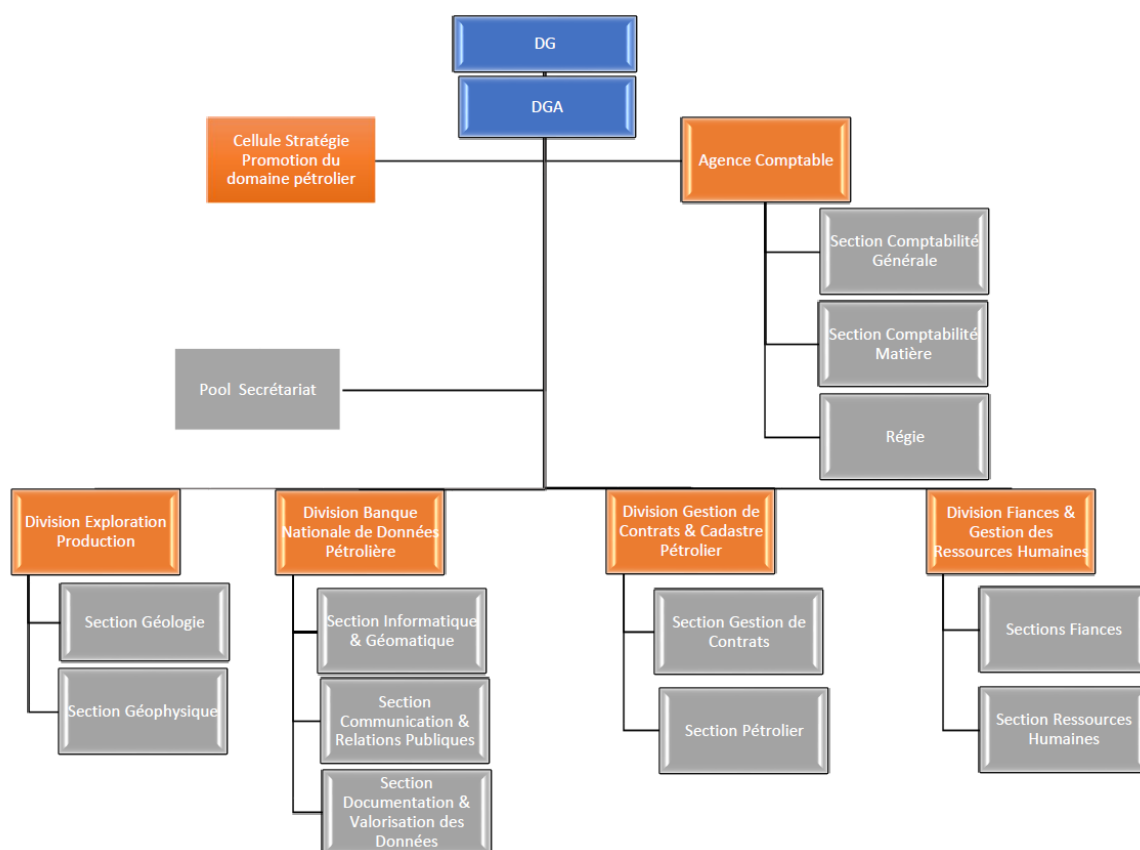 DG
DGA
Cellule Stratégie
Promotion du
domaine pétrolier
Agence Comptable
Section Comptabilité
Générale
Section Comptabilité
Matière
Pool Secrétariat
Régie
Division Exploration
Production
Section Géologie
Section Géophysique
Division Banque
Nationale de Données
Pétrolière
Section Informatique
& Géomatique
Section
Communication &
Relations Publiques
Section
Documentation &
Valorisation des
Données
Division Gestion de
Contrats & Cadastre
Pétrolier
Section Gestion de
Contrats
Section Pétrolier
Division Fiances &
Gestion des
Ressources Humaines
Sections Fiances
Section Ressources
Humaines